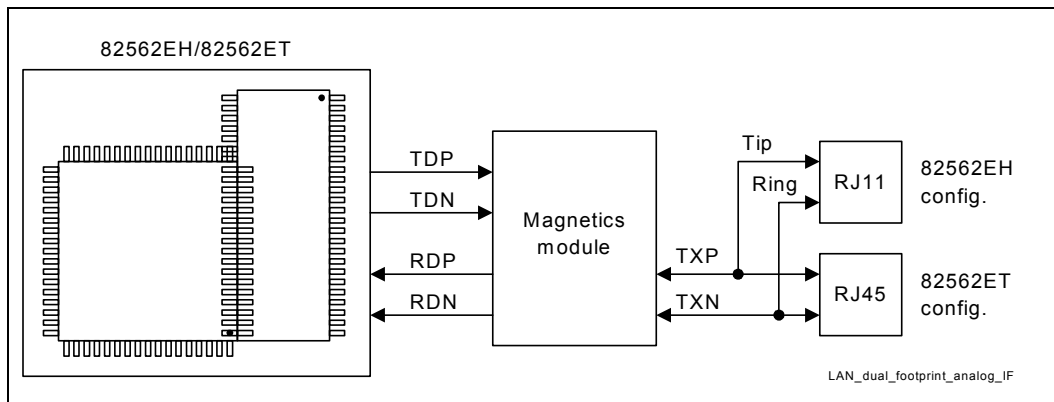 82562EH/82562ET
TDP
TDN
RDP
RDN
Magnetics
module
Tip
Ring
TXP
TXN
RJ11
82562EH
config.
RJ45
82562ET
config.
LAN_dual_footprint_analog_IF